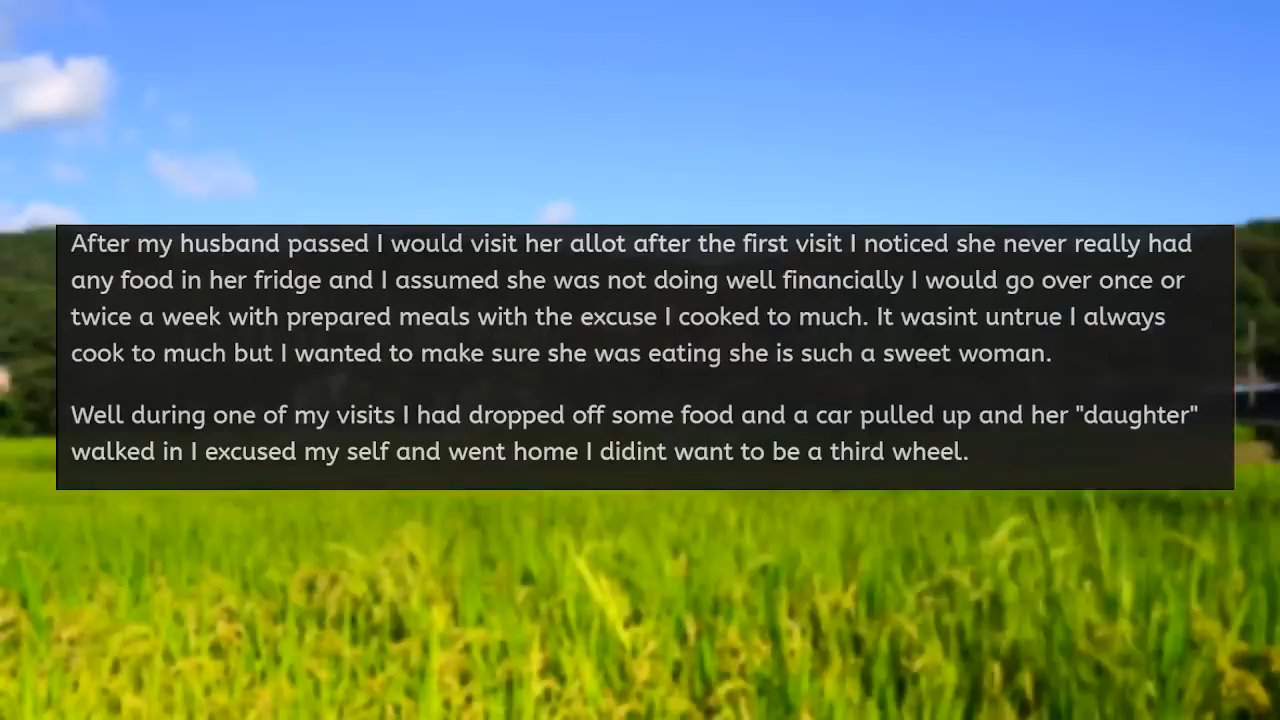 After my husband passed I would visit her allot after the first visit I noticed she never really had
any food in her fridge and I assumed she was not doing well financially I would go over once or
twice a week with prepared meals with the excuse I cooked to much. It wasint untrue I always
cook to much but I wanted to make sure she was eating she is such a sweet woman.
Well during one of my visits I had dropped off some food and a car pulled up and her "daughter"
walked in I excused my self and went home I didint want to be a third wheel.